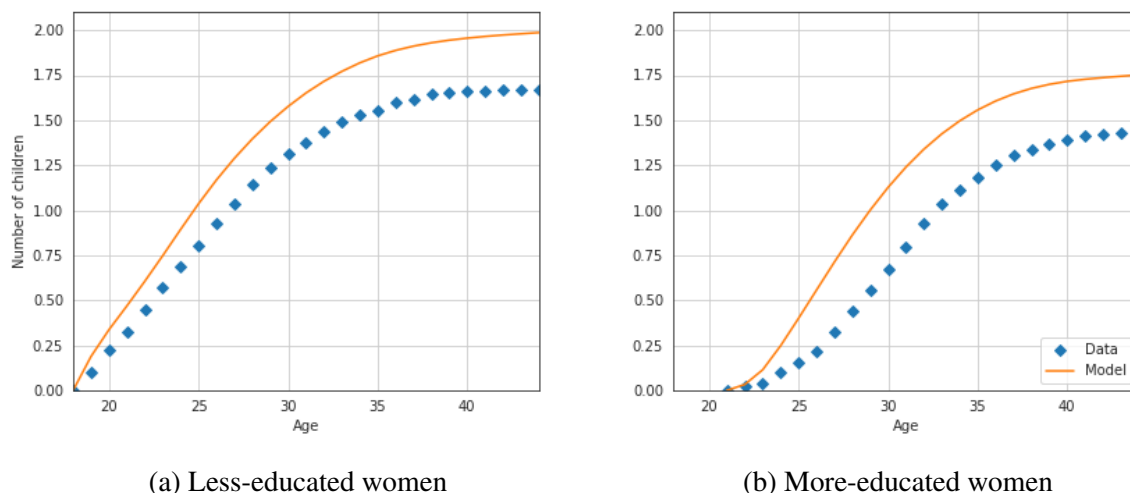 2.00
1.75
1.50
1.25
1.00
0.75
0.50
0.25
0.00
Number of children
20 25 30 35 40
Age
2.00
1.75
1.50
1.25
1.00
0.75
0.50
0.25
0.00
20 25 30 35 40
Age
Data
Model
(a) Less-educated women
(b) More-educated women